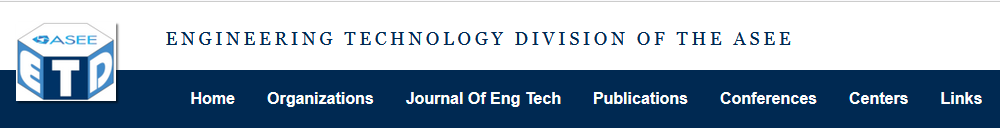 ASEE
ETD
ENGINEERING TECHNOLOGY DIVISION OF THE ASEE
Home Organizations Journal Of Eng Tech Publications Conferences Centers Links